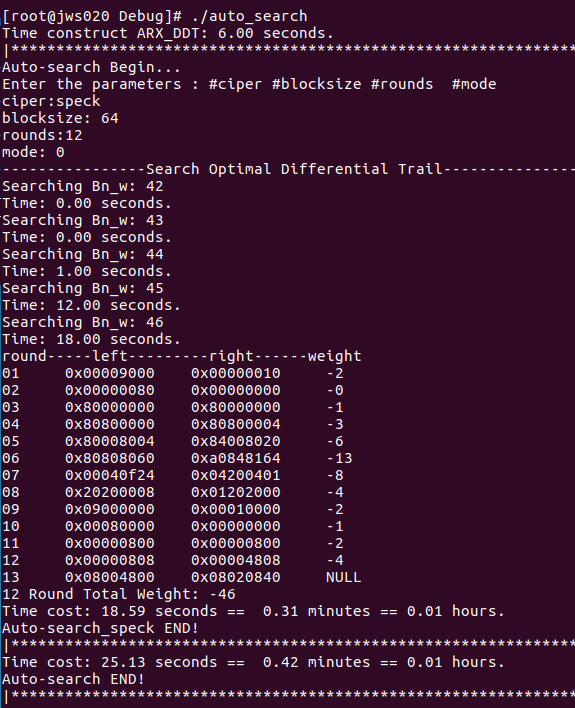 [root@jws020 Debug]# ./auto_search
Time construct ARX_DDT: 6.00 seconds.
|***************************************************************
Auto-search Begin...
Enter the parameters : #ciper #blocksize #rounds  #mode
ciper:speck
blocksize: 64
rounds:12
mode: 0
----------------Search Optimal Differential Trail---------------
Searching Bn_w: 42
Time: 0.00 seconds.
Searching Bn_w: 43
Time: 0.00 seconds.
Searching Bn_w: 44
Time: 1.00 seconds.
Searching Bn_w: 45
Time: 12.00 seconds.
Searching Bn_w: 46
Time: 18.00 seconds.
round-----left---------right------weight
01     0x00009000    0x00000010     -2
02     0x00000080    0x00000000     -0
03     0x80000000    0x80000000     -1
04     0x80800000    0x80800004     -3
05     0x80008004    0x84008020     -6
06     0x80808060    0xa0848164     -13
07     0x00040f24    0x04200401     -8
08     0x20200008    0x01202000     -4
09     0x09000000    0x00010000     -2
10     0x00080000    0x00000000     -1
11     0x00000800    0x00000800     -2
12     0x00000808    0x00004808     -4
13     0x08004800    0x08020840     NULL
12 Round Total Weight: -46
Time cost: 18.59 seconds ==  0.31 minutes == 0.01 hours.
Auto-search_speck END!
|***************************************************************
Time cost: 25.13 seconds ==  0.42 minutes == 0.01 hours.
Auto-search END!
|***************************************************************